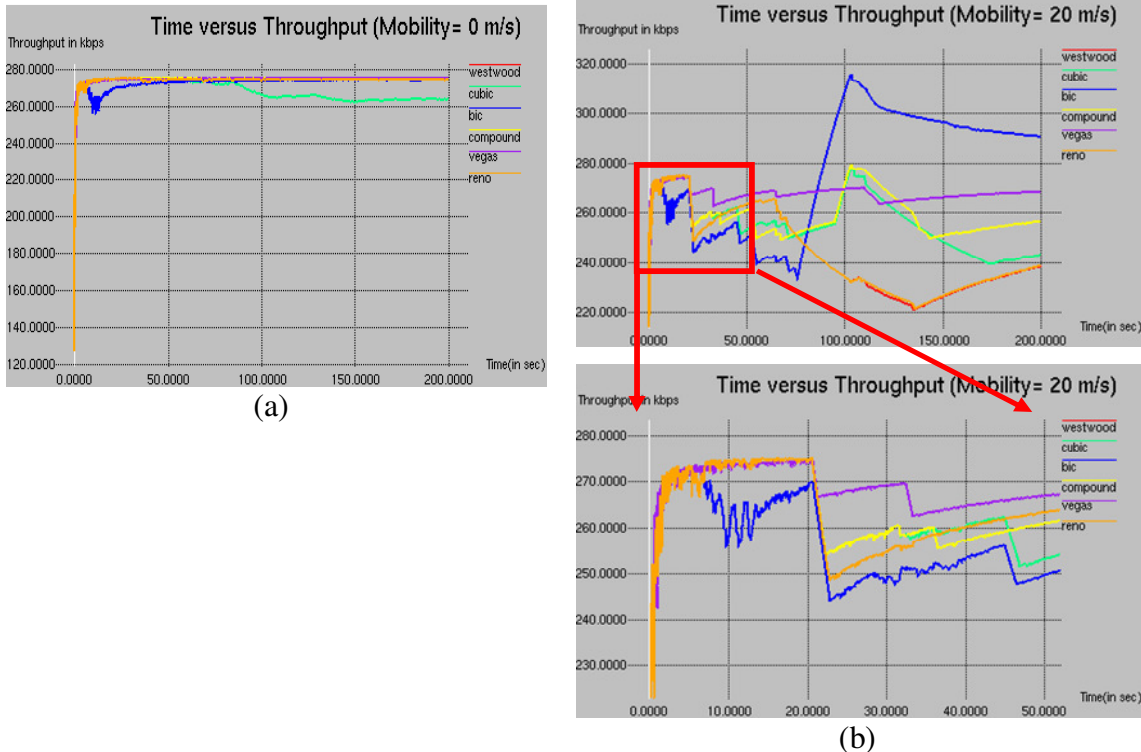 Time versus Throughput (Mobility= 0 m/s)
Throughput in kbps
280.0000
260.0000
240.0000
220.0000
200.0000
180.0000
160.0000
140.0000
120.0000
0.0000 50.0000 100.0000 150.0000 200.0000
Time(in sec)
westwood
cubic
bic
compound
vegas
reno
(a)
Time versus Throughput (Mobility= 20 m/s)
Throughput in kbps
320.0000
300.0000
280.0000
260.0000
240.0000
220.0000
0.0000 50.0000 100.0000 150.0000 200.0000
Time(in sec)
westwood
cubic
bic
compound
vegas
reno
Time versus Throughput (Mobility= 20 m/s)
Throughput in kbps
280.0000
270.0000
260.0000
250.0000
240.0000
230.0000
0.0000 10.0000 20.0000 30.0000 40.0000 50.0000
Time(in sec)
westwood
cubic
bic
compound
vegas
reno
(b)